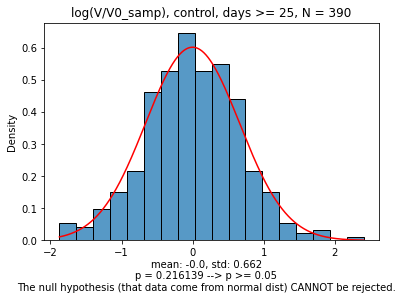 log(V/V0_samp), control, days >= 25, N = 390
Density
0.6
0.5
0.4
0.3
0.2
0.1
0.0
−2
−1
0
1
2
mean: -0.0, std: 0.662
p = 0.216139 --> p >= 0.05
The null hypothesis (that data come from normal dist) CANNOT be rejected.